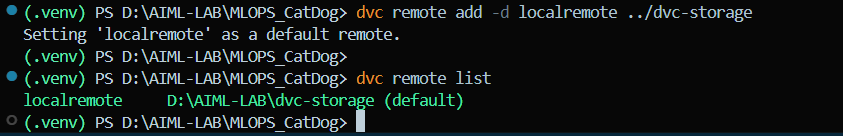 (.venv) PS D:\AIML-LAB\MLOPS_CatDog> dvc remote add -d localremote ../dvc-storage
Setting 'localremote' as a default remote.
(.venv) PS D:\AIML-LAB\MLOPS_CatDog>
(.venv) PS D:\AIML-LAB\MLOPS_CatDog> dvc remote list
localremote     D:\AIML-LAB\dvc-storage (default)
(.venv) PS D:\AIML-LAB\MLOPS_CatDog>